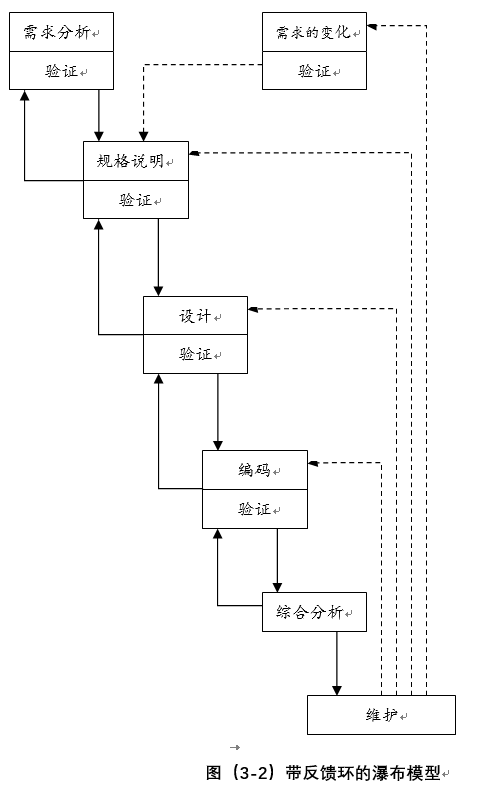 需求分析
验证
需求的变化
验证
规格说明
验证
设计
验证
编码
验证
综合分析
维护
图（3-2）带反馈环的瀑布模型